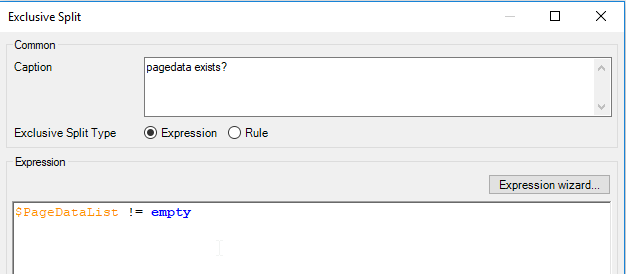 Exclusive Split
Common
Caption
pagedata exists?
Exclusive Split Type Expression Rule
Expression
Expression wizard...
$PageDataList != empty